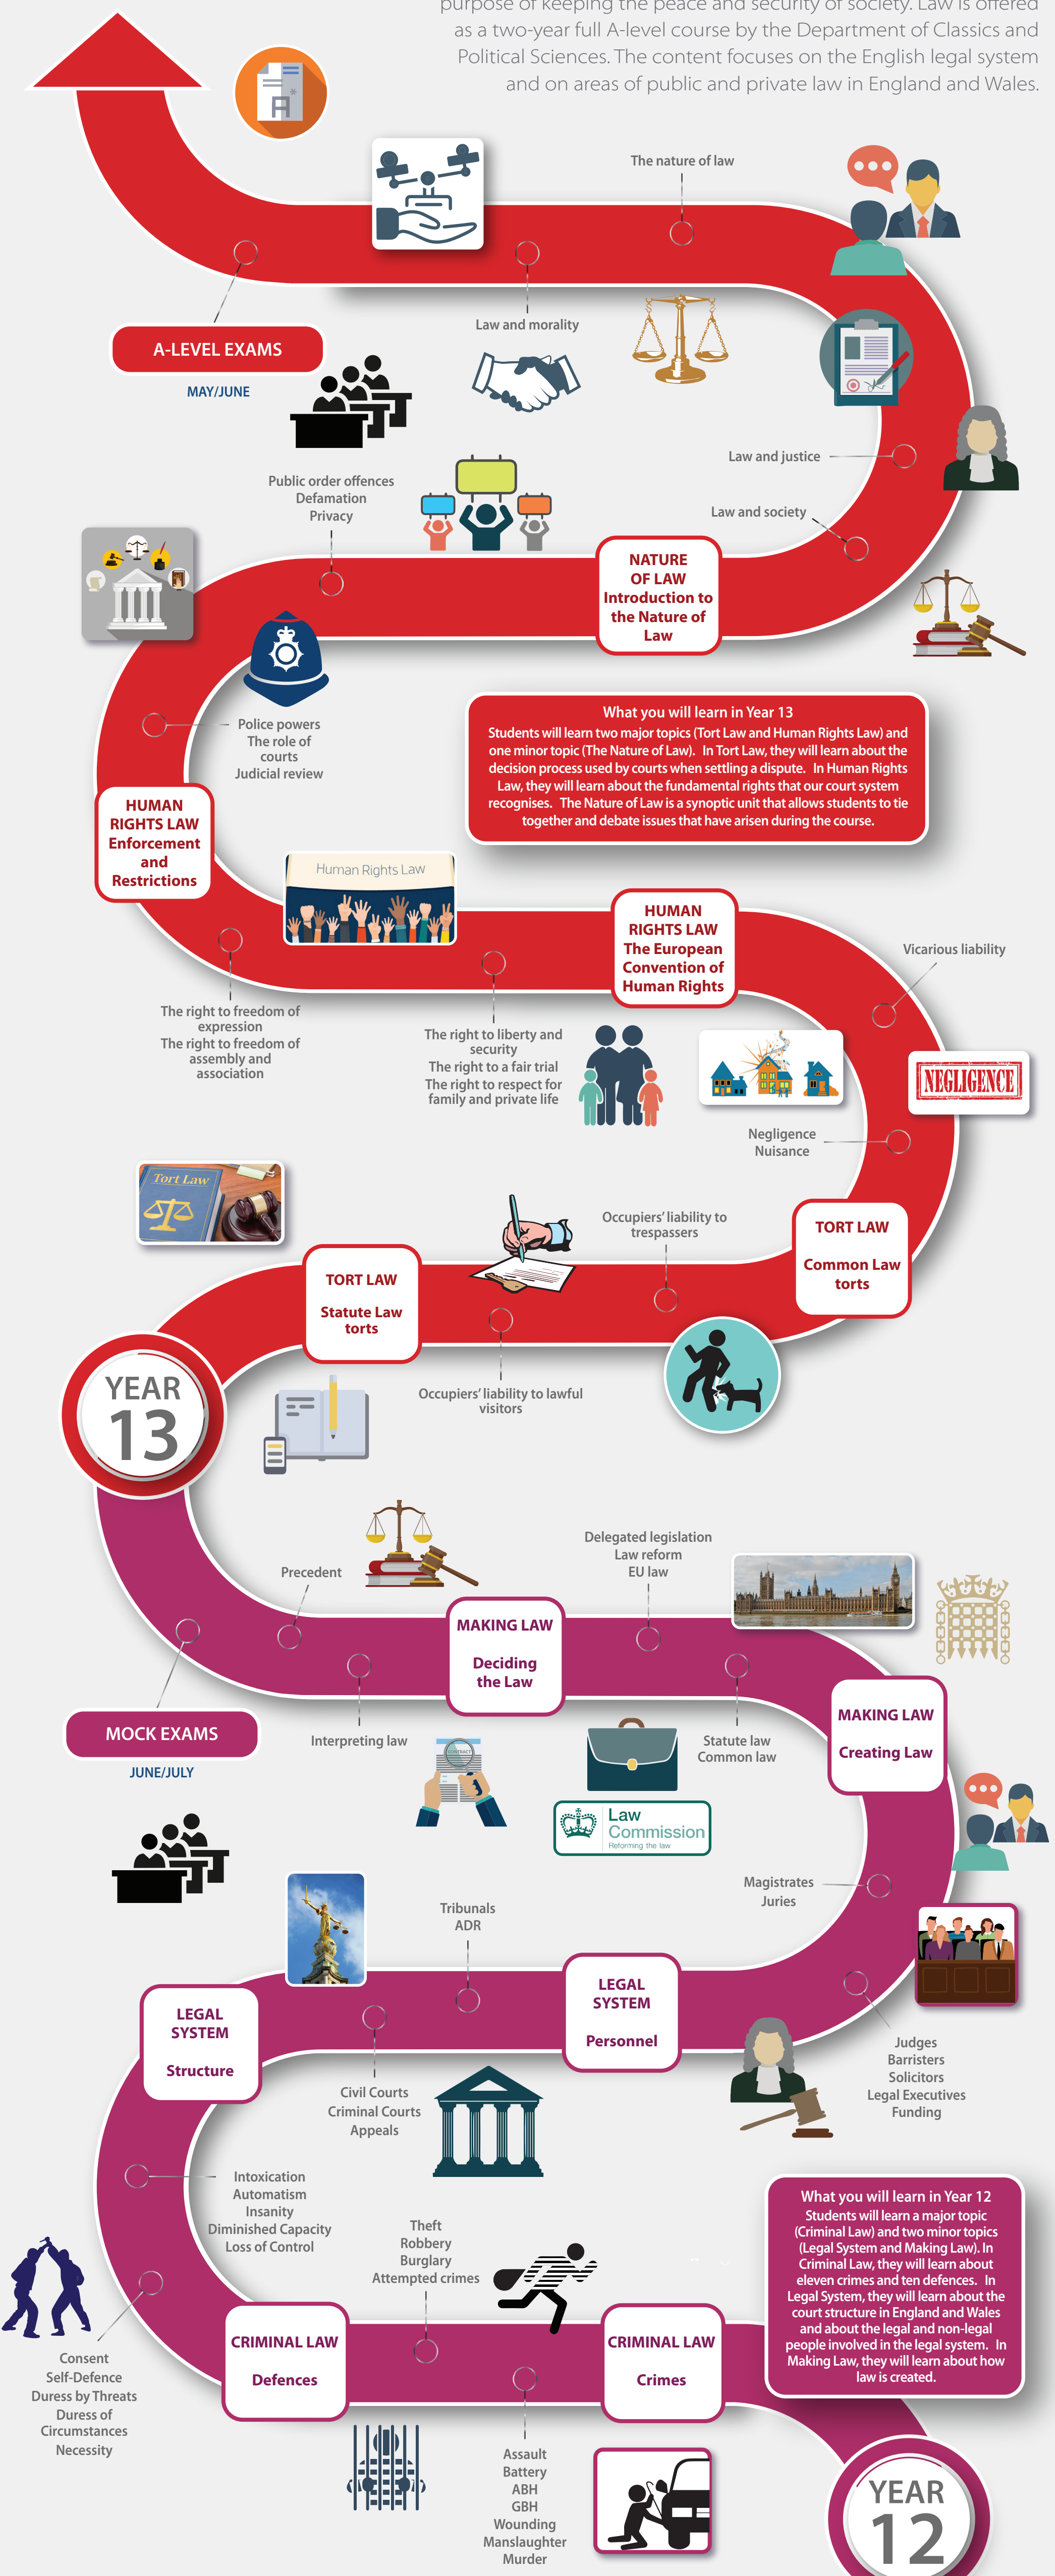 purpose of keeping the peace and security of society. Law is offered
as a two-year full A-level course by the Department of Classics and
Political Sciences. The content focuses on the English legal system
and on areas of public and private law in England and Wales.
A
The nature of law
A-LEVEL EXAMS
MAY/JUNE
Law and morality
Law and justice
Law and society
Public order offences
Defamation
Privacy
NATURE
OF LAW
Introduction to
the Nature of
Law
Police powers
The role of
courts
Judicial review
What you will learn in Year 13
Students will learn two major topics (Tort Law and Human Rights Law) and
one minor topic (The Nature of Law). In Tort Law, they will learn about the
decision process used by courts when settling a dispute. In Human Rights
Law, they will learn about the fundamental rights that our court system
recognises. The Nature of Law is a synoptic unit that allows students to tie
together and debate issues that have arisen during the course.
HUMAN
RIGHTS LAW
Enforcement
and
Restrictions
Human Rights Law
HUMAN
RIGHTS LAW
The European
Convention of
Human Rights
Vicarious liability
The right to freedom of
expression
The right to freedom of
assembly and
association
The right to liberty and
security
The right to a fair trial
The right to respect for
family and private life
NEGLIGENCE
Negligence
Nuisance
Tort Law
Occupiers' liability to
trespassers
TORT LAW
Common Law
torts
TORT LAW
Statute Law
torts
Occupiers' liability to lawful
visitors
YEAR
13
Precedent
Delegated legislation
Law reform
EU law
MAKING LAW
Deciding
the Law
MAKING LAW
Creating Law
MOCK EXAMS
JUNE/JULY
Interpreting law
CONTRACT
Statute law
Common law
Law
Commission
Reforming the law
Magistrates
Juries
Tribunals
ADR
LEGAL
SYSTEM
Personnel
LEGAL
SYSTEM
Structure
Judges
Barristers
Solicitors
Legal Executives
Funding
Civil Courts
Criminal Courts
Appeals
Intoxication
Automatism
Insanity
Diminished Capacity
Loss of Control
Theft
Robbery
Burglary
Attempted crimes
What you will learn in Year 12
Students will learn a major topic
(Criminal Law) and two minor topics
(Legal System and Making Law). In
Criminal Law, they will learn about
eleven crimes and ten defences. In
Legal System, they will learn about the
court structure in England and Wales
and about the legal and non-legal
people involved in the legal system. In
Making Law, they will learn about how
law is created.
CRIMINAL LAW
Defences
CRIMINAL LAW
Crimes
Consent
Self-Defence
Duress by Threats
Duress of
Circumstances
Necessity
Assault
Battery
ABH
GBH
Wounding
Manslaughter
Murder
YEAR
12